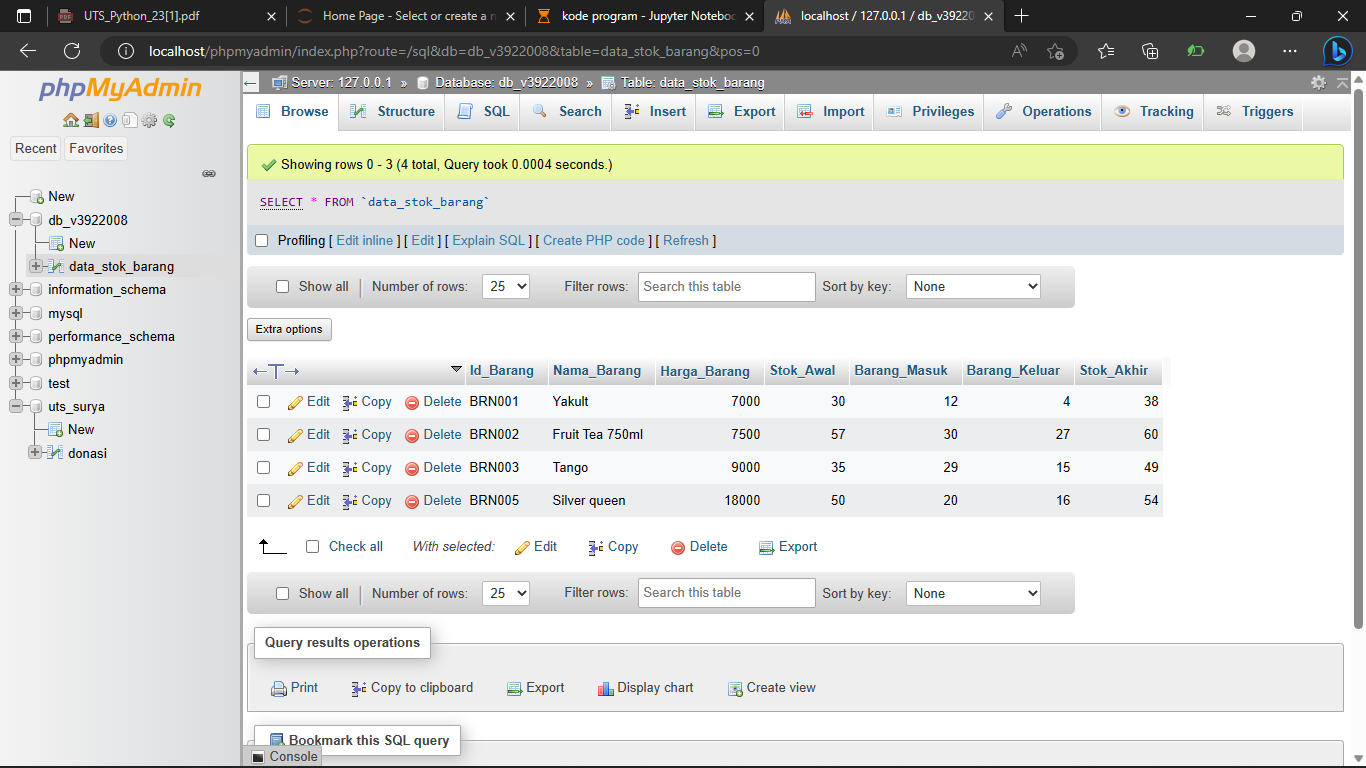 UTS_Python_23[1].pdf
Home Page - Select or create a n
kode program - Jupyter Noteboo
localhost / 127.0.0.1 / db_v39220
localhost/phpmyadmin/index.php?route=/sql&db=db_v3922008&table=data_stok_barang&pos=0
phpMyAdmin
Recent Favorites
New
db_v3922008
New
data_stok_barang
information_schema
mysql
performance_schema
phpmyadmin
test
uts_surya
New
donasi
Server: 127.0.0.1 » Database: db_v3922008 » Table: data_stok_barang
Browse Structure SQL Search Insert Export Import Privileges Operations Tracking Triggers
Showing rows 0 - 3 (4 total, Query took 0.0004 seconds.)
SELECT * FROM `data_stok_barang`
Profiling [ Edit inline ] [ Edit ] [ Explain SQL ] [ Create PHP code ] [ Refresh ]
Show all Number of rows: 25 Filter rows: Search this table Sort by key: None
Extra options
←T→ Id_Barang Nama_Barang Harga_Barang Stok_Awal Barang_Masuk Barang_Keluar Stok_Akhir
Edit Copy Delete BRN001 Yakult 7000 30 12 4 38
Edit Copy Delete BRN002 Fruit Tea 750ml 7500 57 30 27 60
Edit Copy Delete BRN003 Tango 9000 35 29 15 49
Edit Copy Delete BRN005 Silver queen 18000 50 20 16 54
Check all With selected: Edit Copy Delete Export
Show all Number of rows: 25 Filter rows: Search this table Sort by key: None
Query results operations
Print Copy to clipboard Export Display chart Create view
Bookmark this SQL query
Console